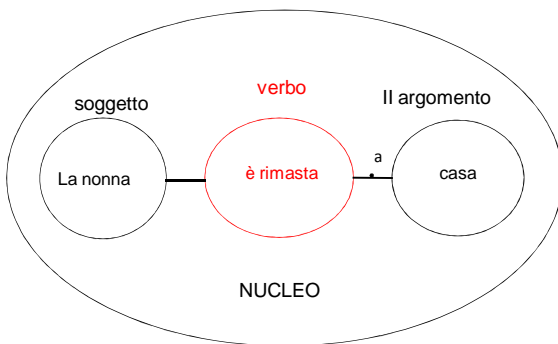 soggetto
verbo
II argomento
La nonna
è rimasta
a
casa
NUCLEO